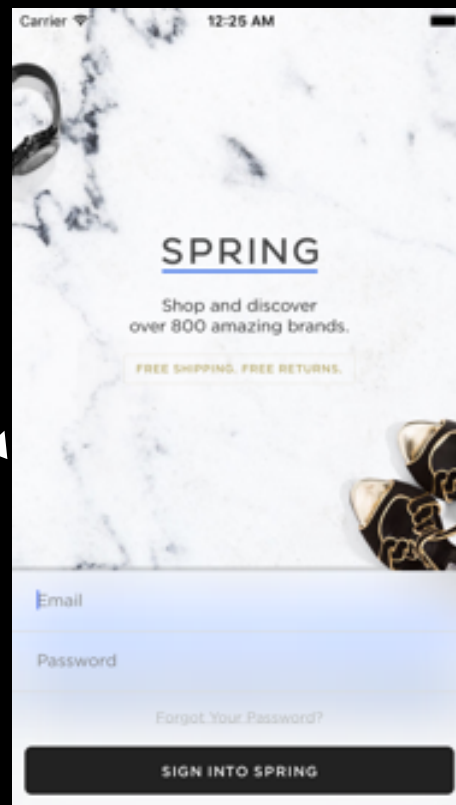 Carrier 12:25 AM
SPRING
Shop and discover
over 800 amazing brands.
FREE SHIPPING. FREE RETURNS.
Email
Password
Forgot Your Password?
SIGN INTO SPRING